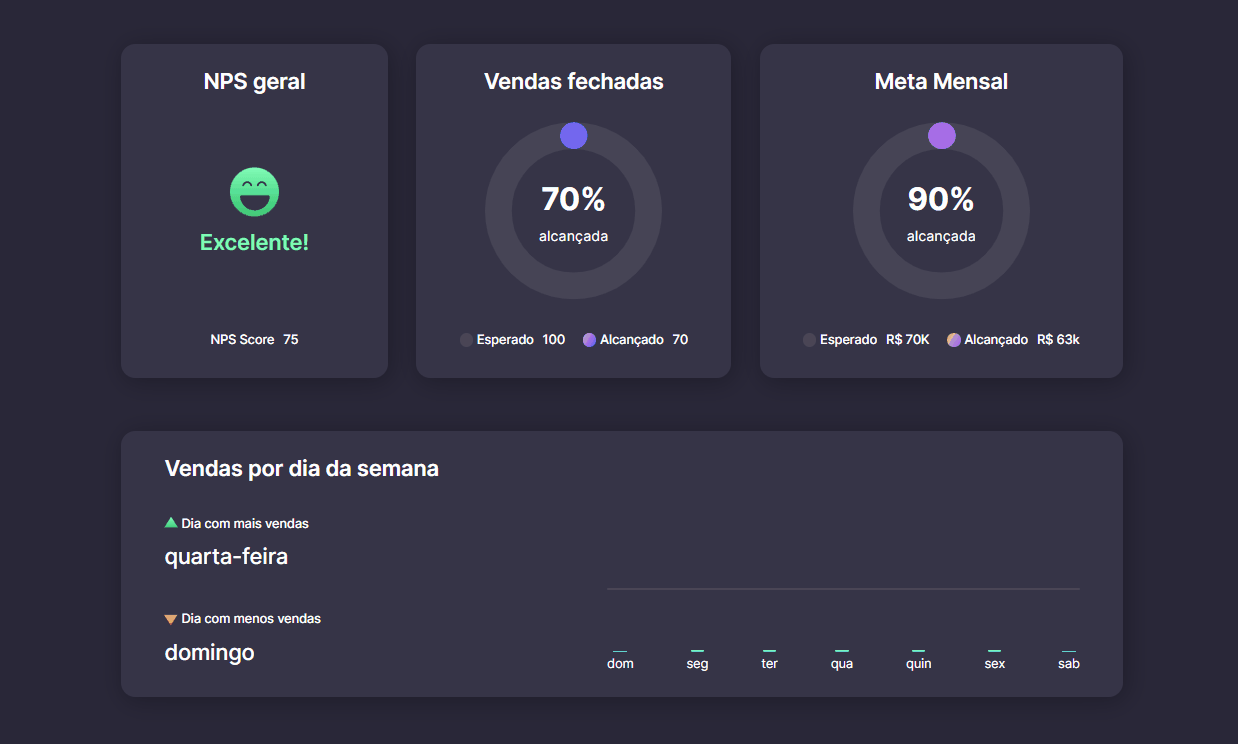 NPS geral
Excelente!
NPS Score 75
Vendas fechadas
70%
alcançada
Esperado 100 Alcançado 70
Meta Mensal
90%
alcançada
Esperado R$ 70K Alcançado R$ 63k
Vendas por dia da semana
Dia com mais vendas
quarta-feira
Dia com menos vendas
domingo
dom seg ter qua quin sex sab